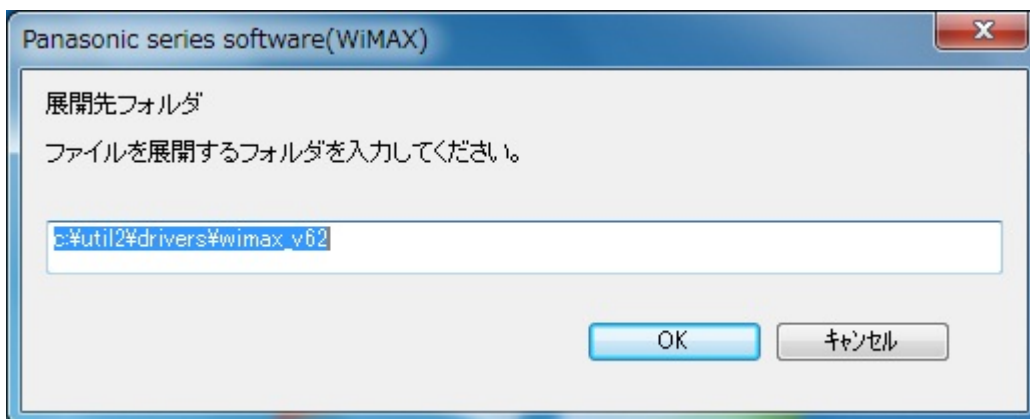 Panasonic series software(WiMAX)
展開先フォルダ
ファイルを展開するフォルダを入力してください。
c:¥util2¥drivers¥wimax_v62
OK
キャンセル